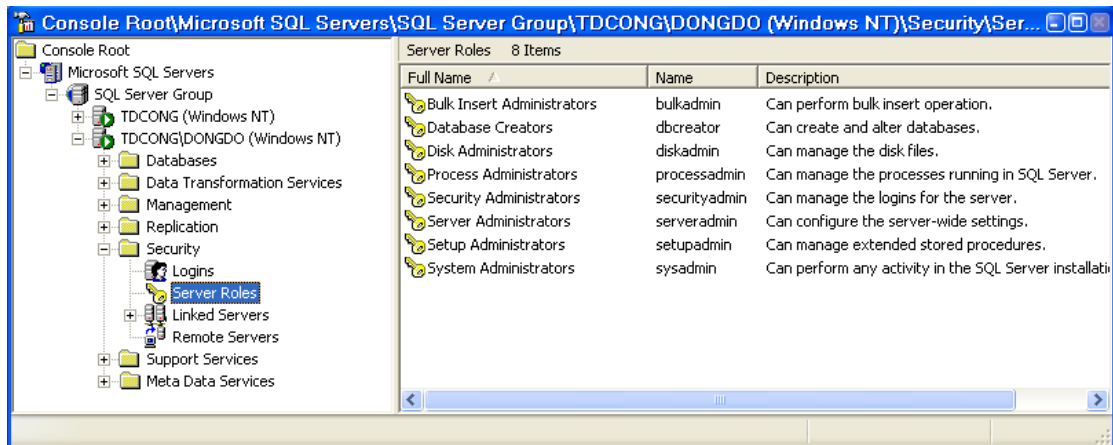 Console Root\Microsoft SQL Servers\SQL Server Group\TDCONG\DONGDO (Windows NT)\Security\Ser...
Console Root
Microsoft SQL Servers
SQL Server Group
TDCONG (Windows NT)
TDCONG\DONGDO (Windows NT)
Databases
Data Transformation Services
Management
Replication
Security
Logins
Server Roles
Linked Servers
Remote Servers
Support Services
Meta Data Services
Server Roles 8 Items
Full Name Name Description
Bulk Insert Administrators bulkadmin Can perform bulk insert operation.
Database Creators dbcreator Can create and alter databases.
Disk Administrators diskadmin Can manage the disk files.
Process Administrators processadmin Can manage the processes running in SQL Server.
Security Administrators securityadmin Can manage the logins for the server.
Server Administrators serveradmin Can configure the server-wide settings.
Setup Administrators setupadmin Can manage extended stored procedures.
System Administrators sysadmin Can perform any activity in the SQL Server installati